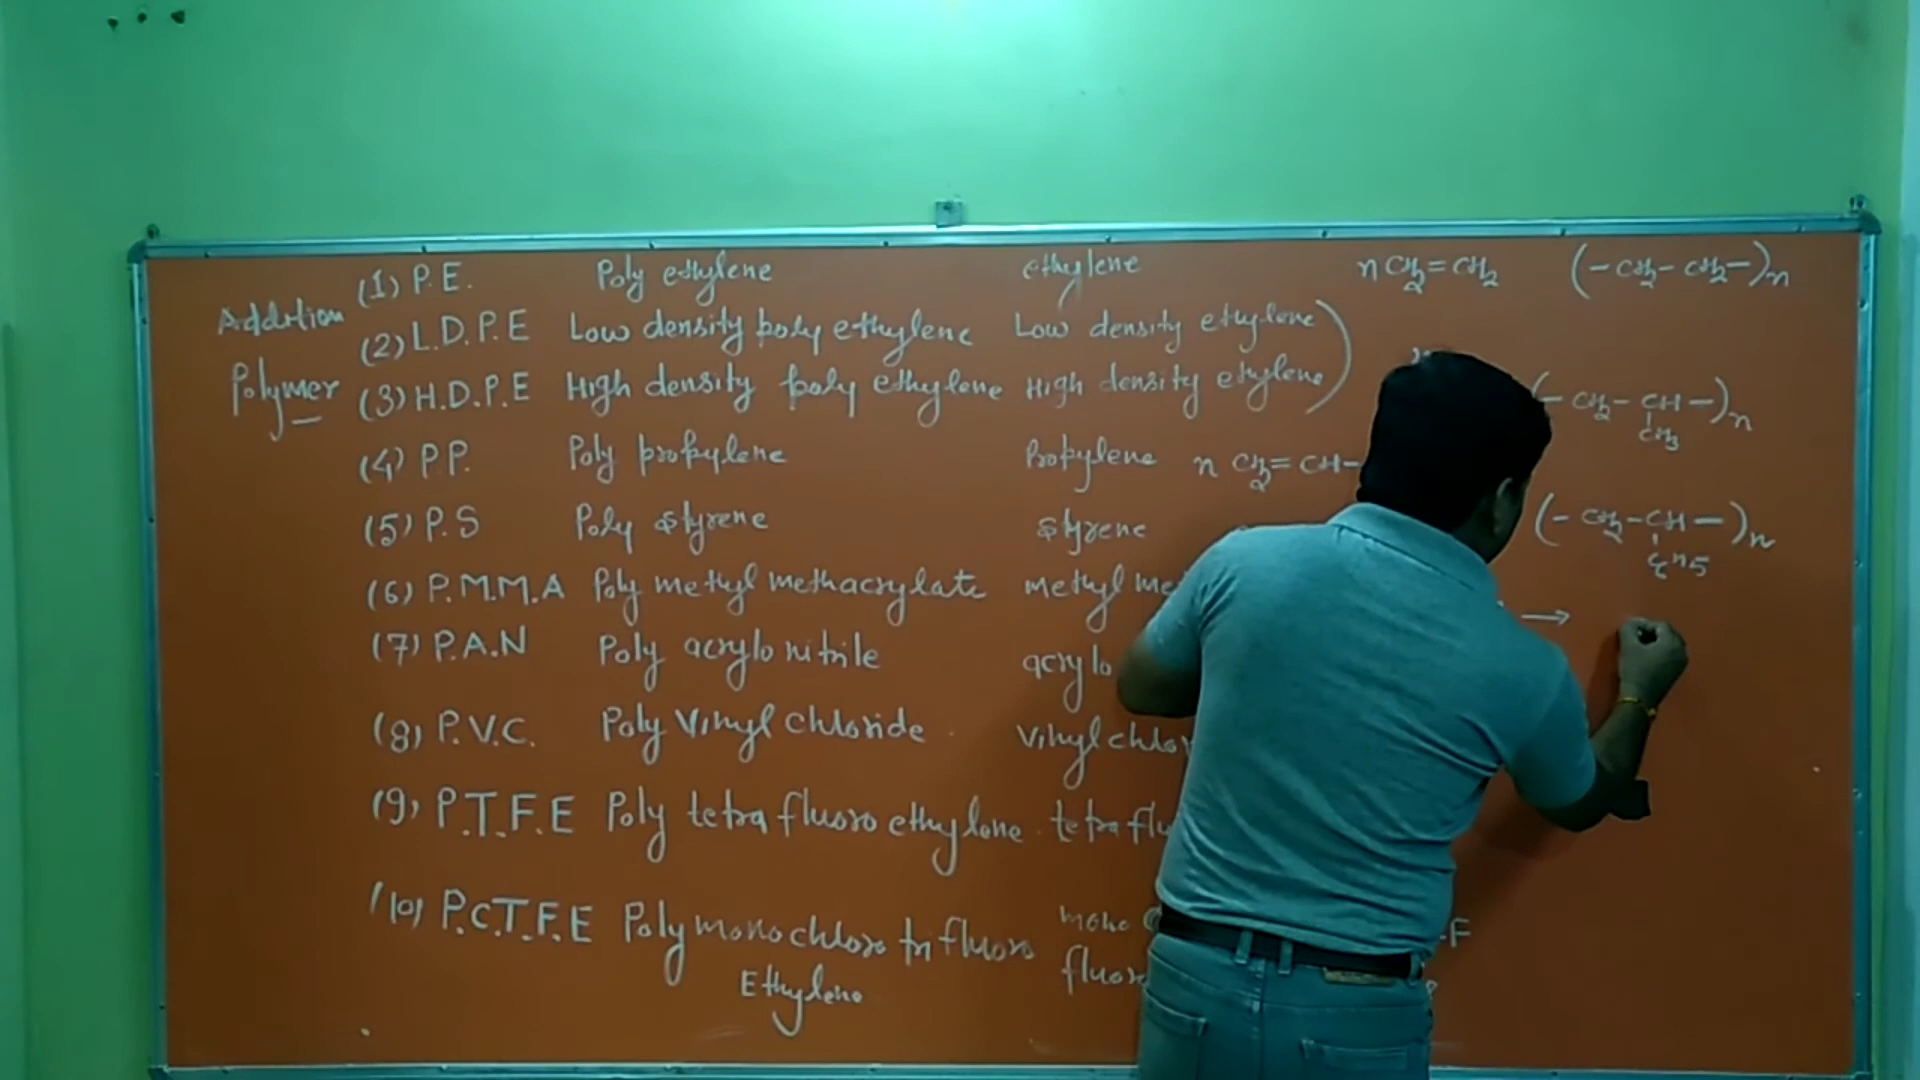 Addition Polymer
(1) P.E. Poly ethylene ethylene nCH2=CH2 (-CH2-CH2-)n
(2) L.D.P.E Low density poly ethylene Low density ethylene)
(3) H.D.P.E High density poly ethylene High density ethylene) (-CH2-CH-)n
CH3
(4) P.P. Poly propylene Propylene n CH2=CH-
(5) P.S Poly styrene styrene (-CH2-CH-)n
C6H5
(6) P.M.M.A Poly methyl methacrylate methyl me →
(7) P.A.N Poly acrylo nitrile acrylo
(8) P.V.C. Poly Vinyl chloride Vinyl chlor
(9) P.T.F.E Poly tetra fluoro ethylene tetra flu
(10) P.C.T.F.E Poly mono chloro tri fluoro mono -F
Ethylene fluoro